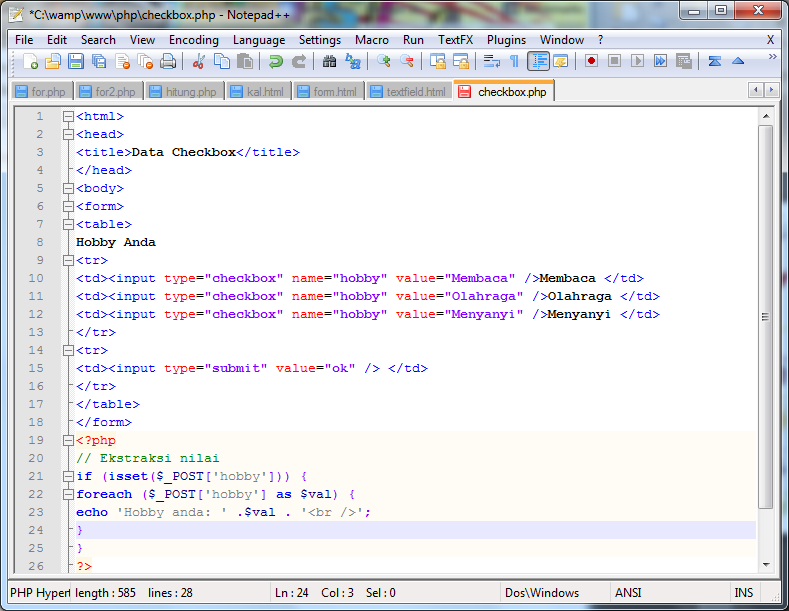 *C:\wamp\www\php\checkbox.php - Notepad++
File Edit Search View Encoding Language Settings Macro Run TextFX Plugins Window ? X
for.php for2.php hitung.php kal.html form.html textfield.html checkbox.php
1 <html>
2 <head>
3 <title>Data Checkbox</title>
4 </head>
5 <body>
6 <form>
7 <table>
8 Hobby Anda
9 <tr>
10 <td><input type="checkbox" name="hobby" value="Membaca" />Membaca </td>
11 <td><input type="checkbox" name="hobby" value="Olahraga" />Olahraga </td>
12 <td><input type="checkbox" name="hobby" value="Menyanyi" />Menyanyi </td>
13 </tr>
14 <tr>
15 <td><input type="submit" value="ok" /> </td>
16 </tr>
17 </table>
18 </form>
19 <?php
20 // Ekstraksi nilai
21 if (isset($_POST['hobby'])) {
22 foreach ($_POST['hobby'] as $val) {
23 echo 'Hobby anda: ' .$val . '<br />';
24 }
25 }
26 ?>
PHP Hypert length : 585 lines : 28 Ln : 24 Col : 3 Sel : 0 Dos\Windows ANSI INS